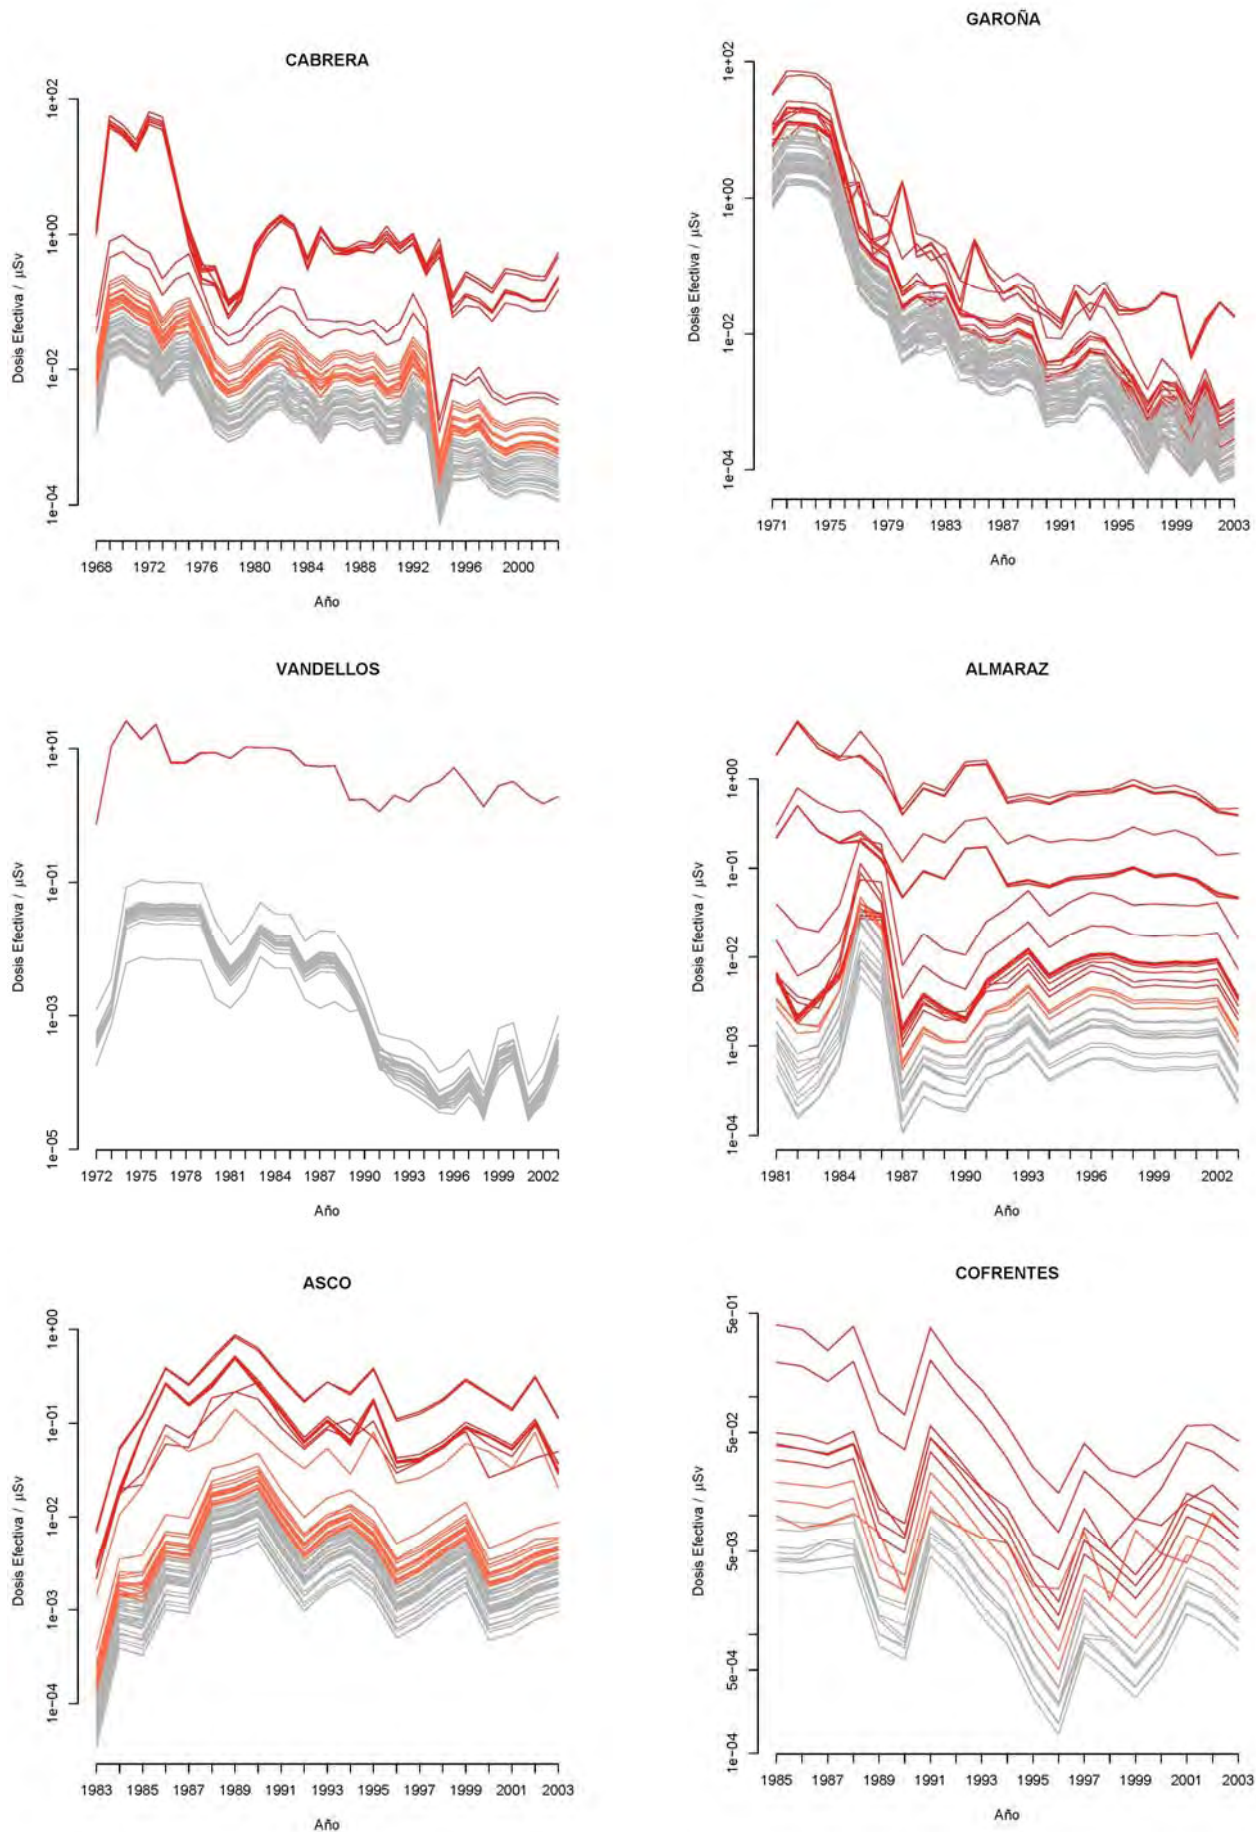 CABRERA
Dosis Efectiva / μSv
1e+02
1e+00
1e−02
1e−04
1968 1972 1976 1980 1984 1988 1992 1996 2000
Año
GAROÑA
Dosis Efectiva / μSv
1e+02
1e+00
1e−02
1e−04
1971 1975 1979 1983 1987 1991 1995 1999 2003
Año
VANDELLOS
Dosis Efectiva / μSv
1e+01
1e−01
1e−03
1e−05
1972 1975 1978 1981 1984 1987 1990 1993 1996 1999 2002
Año
ALMARAZ
Dosis Efectiva / μSv
1e+00
1e−01
1e−02
1e−03
1e−04
1981 1984 1987 1990 1993 1996 1999 2002
Año
ASCO
Dosis Efectiva / μSv
1e+00
1e−01
1e−02
1e−03
1e−04
1983 1985 1987 1989 1991 1993 1995 1997 1999 2001 2003
Año
COFRENTES
Dosis Efectiva / μSv
5e−01
5e−02
5e−03
5e−04
1e−04
1985 1987 1989 1991 1993 1995 1997 1999 2001 2003
Año